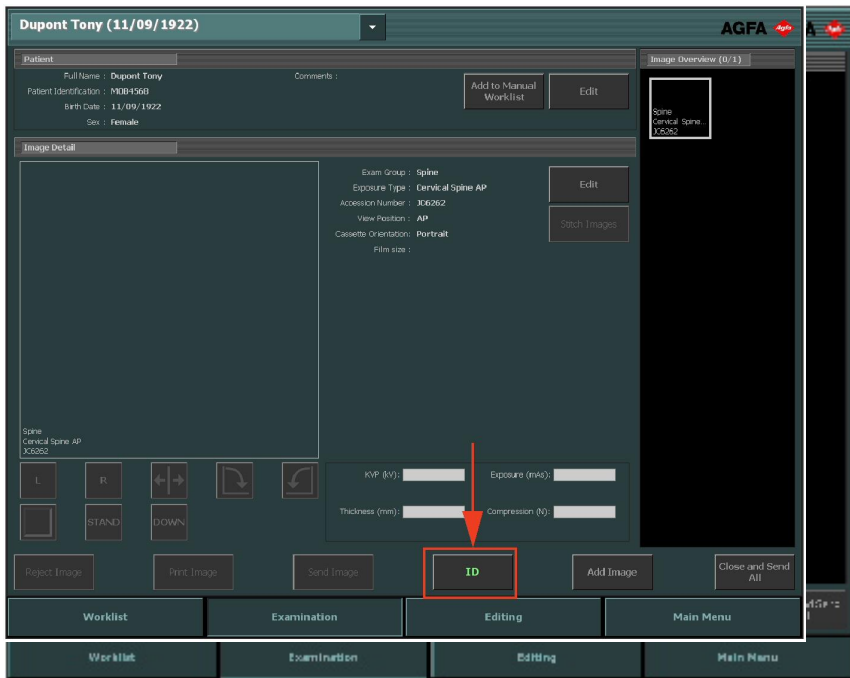 Dupont Tony (11/09/1922)
AGFA
Patient
Full Name : Dupont Tony
Patient Identification : MOB456B
Birth Date : 11/09/1922
Sex : Female
Comments :
Add to Manual
Worklist
Edit
Image Overview (0/1)
Spine
Cervical Spine...
JC6262
Image Detail
Exam Group : Spine
Exposure Type : Cervical Spine AP
Accession Number : JC6262
View Position : AP
Cassette Orientation: Portrait
Film size :
Edit
Stitch Images
Spine
Cervical Spine AP
JC6262
L
R
STAND
DOWN
KVP (kV):
Exposure (mAs):
Thickness (mm):
Compression (N):
Reject Image
Print Image
Send Image
ID
Add Image
Close and Send
All
Worklist
Examination
Editing
Main Menu
Worklist
Examination
Editing
Main Menu